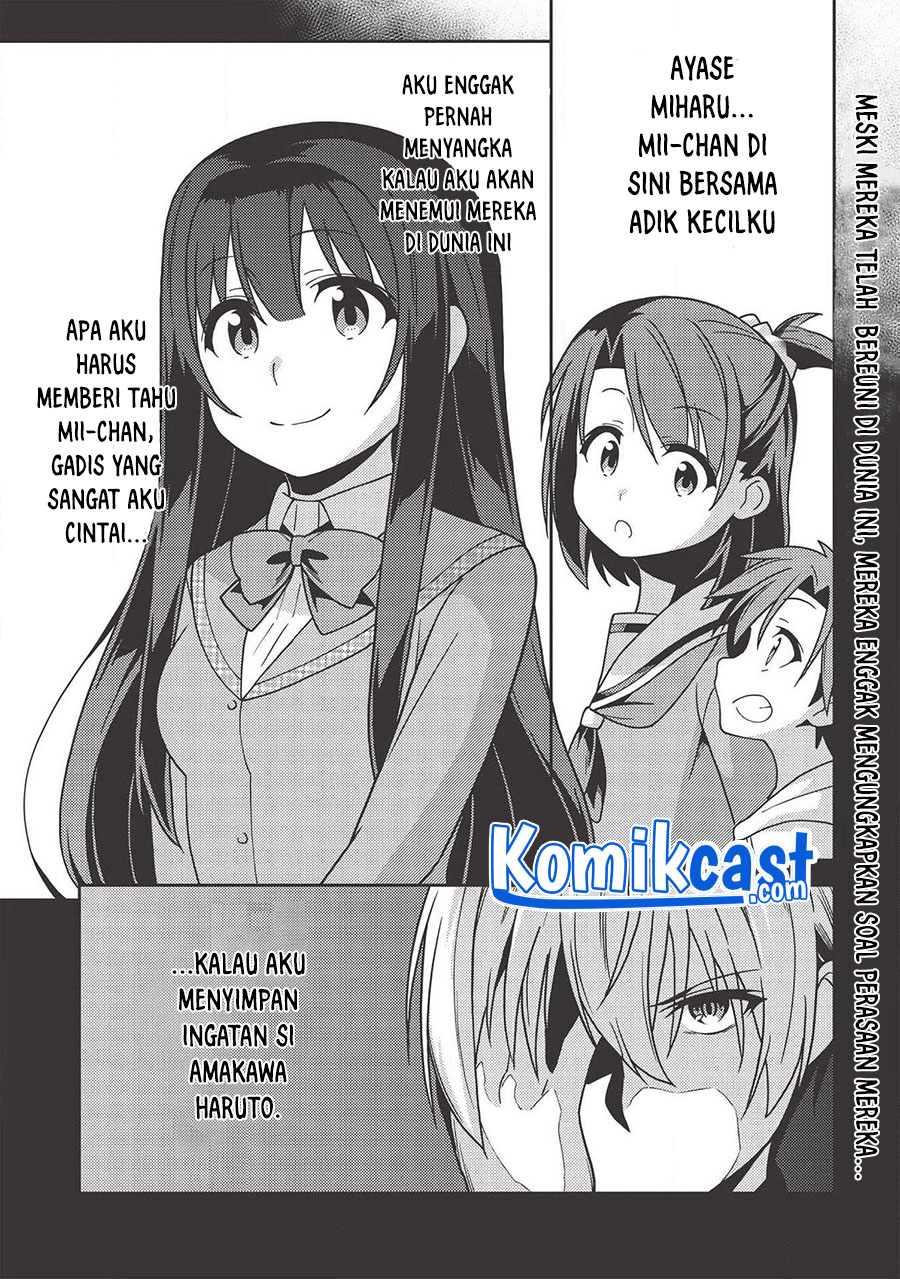 AYASE
MIHARU...
MII-CHAN DI
SINI BERSAMA
ADIK KECILKU
AKU ENGGAK
PERNAH
MENYANGKA
KALAU AKU AKAN
MENEMUI MEREKA
DI DUNIA INI
APA AKU
HARUS
MEMBERI TAHU
MII-CHAN,
GADIS YANG
SANGAT AKU
CINTAI...
MESKI MEREKA TELAH BEREUNI DI DUNIA INI, MEREKA ENGGAK MENGUNGKAPKAN SOAL PERASAAN MEREKA...
Komikcast
.com
...KALAU AKU
MENYIMPAN
INGATAN SI
AMAKAWA
HARUTO.